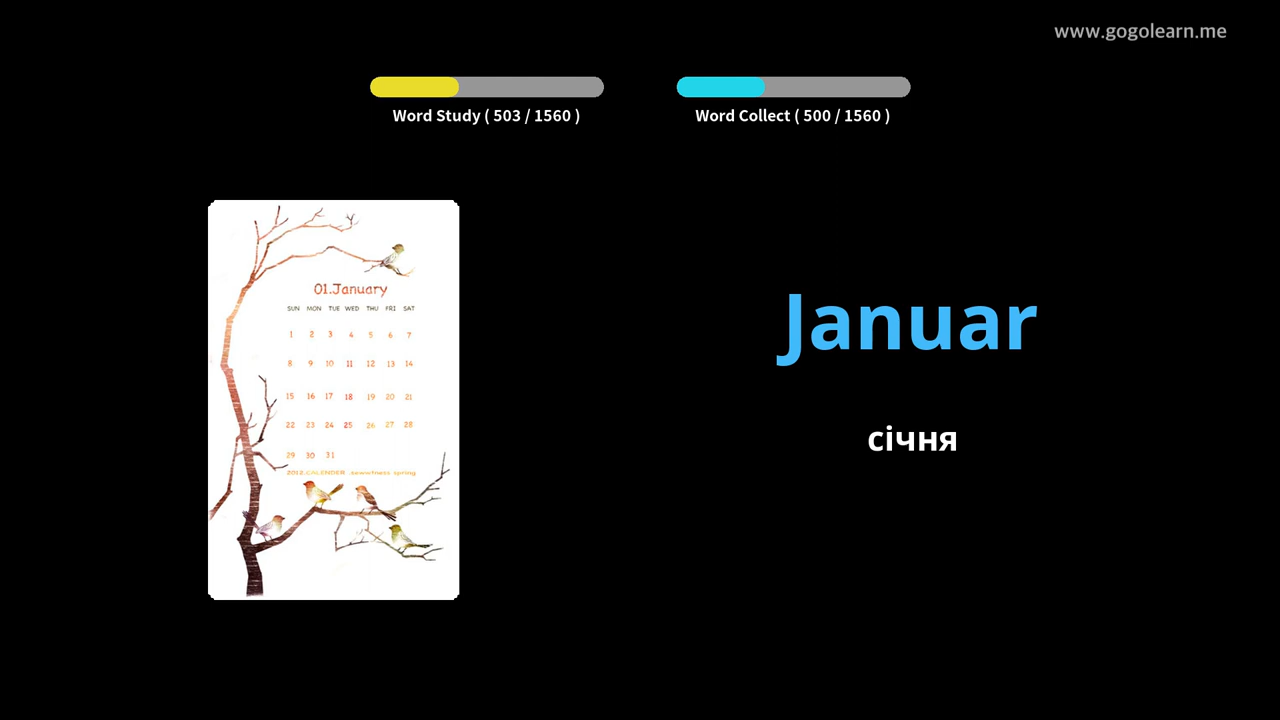 www.gogolearn.me
Word Study ( 503 / 1560 )
Word Collect ( 500 / 1560 )
01.January
SUN MON TUE WED THU FRI SAT
1 2 3 4 5 6 7
8 9 10 11 12 13 14
15 16 17 18 19 20 21
22 23 24 25 26 27 28
29 30 31
CALENDER
spring
Januar
січня